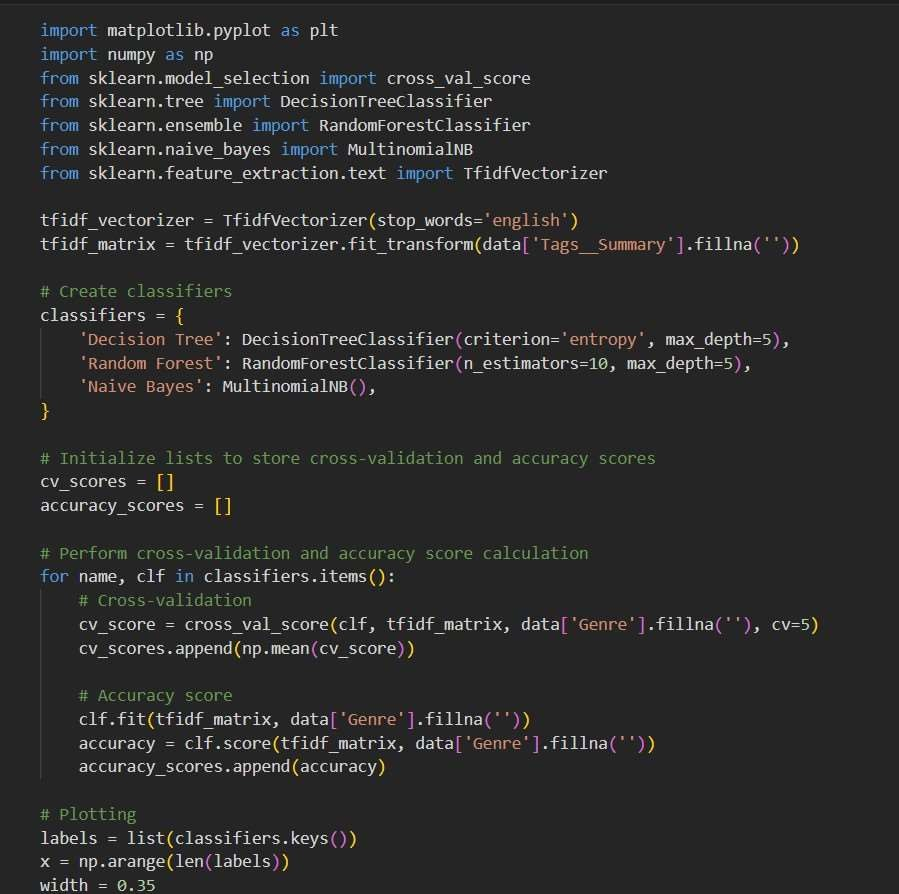 import matplotlib.pyplot as plt
import numpy as np
from sklearn.model_selection import cross_val_score
from sklearn.tree import DecisionTreeClassifier
from sklearn.ensemble import RandomForestClassifier
from sklearn.naive_bayes import MultinomialNB
from sklearn.feature_extraction.text import TfidfVectorizer

tfidf_vectorizer = TfidfVectorizer(stop_words='english')
tfidf_matrix = tfidf_vectorizer.fit_transform(data['Tags__Summary'].fillna(''))

# Create classifiers
classifiers = {
    'Decision Tree': DecisionTreeClassifier(criterion='entropy', max_depth=5),
    'Random Forest': RandomForestClassifier(n_estimators=10, max_depth=5),
    'Naive Bayes': MultinomialNB(),
}

# Initialize lists to store cross-validation and accuracy scores
cv_scores = []
accuracy_scores = []

# Perform cross-validation and accuracy score calculation
for name, clf in classifiers.items():
    # Cross-validation
    cv_score = cross_val_score(clf, tfidf_matrix, data['Genre'].fillna(''), cv=5)
    cv_scores.append(np.mean(cv_score))

    # Accuracy score
    clf.fit(tfidf_matrix, data['Genre'].fillna(''))
    accuracy = clf.score(tfidf_matrix, data['Genre'].fillna(''))
    accuracy_scores.append(accuracy)

# Plotting
labels = list(classifiers.keys())
x = np.arange(len(labels))
width = 0.35